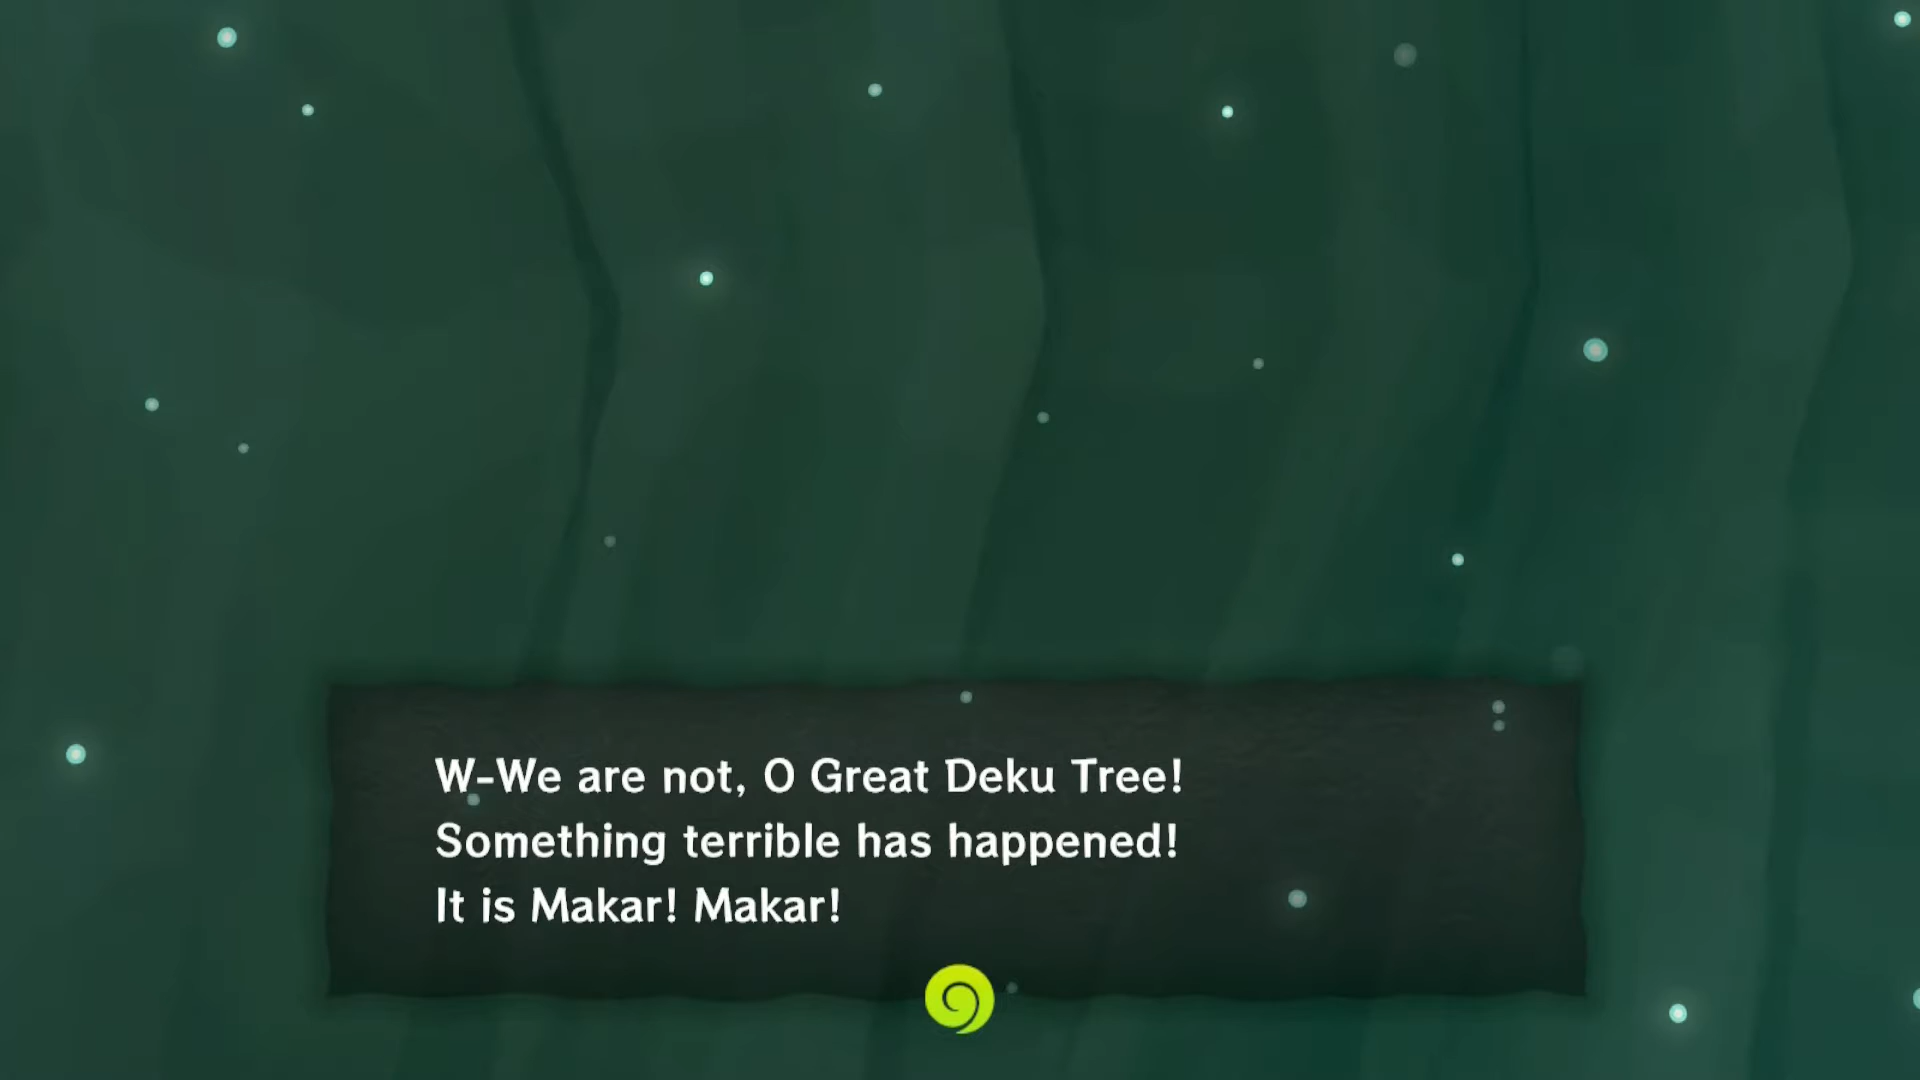 W-We are not, O Great Deku Tree!
Something terrible has happened!
It is Makar! Makar!